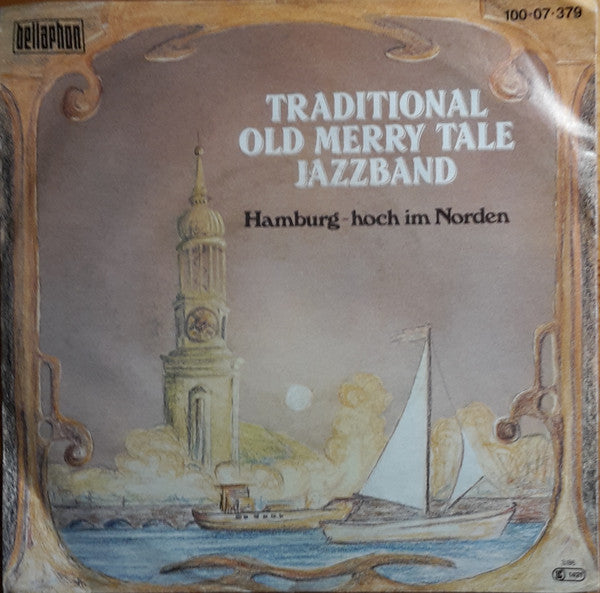 bellaphon
100-07-379
TRADITIONAL
OLD MERRY TALE
JAZZBAND
Hamburg-hoch im Norden